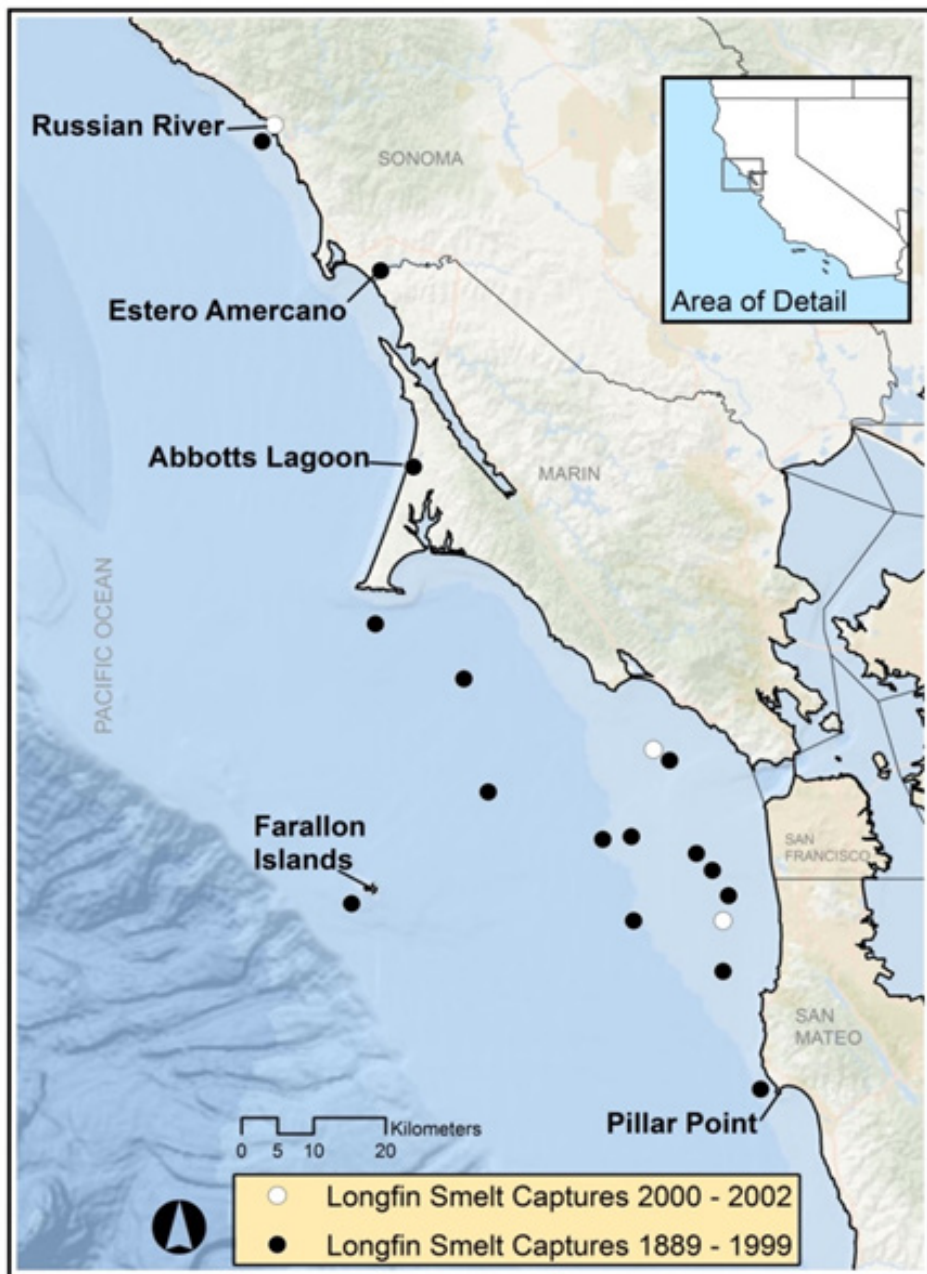 Russian River
SONOMA
Area of Detail
Estero Amercano
Abbotts Lagoon
MARIN
PACIFIC OCEAN
Farallon
Islands
SAN
FRANCISCO
SAN
MATEO
Pillar Point
Kilometers
0 5 10 20
Longfin Smelt Captures 2000 - 2002
Longfin Smelt Captures 1889 - 1999